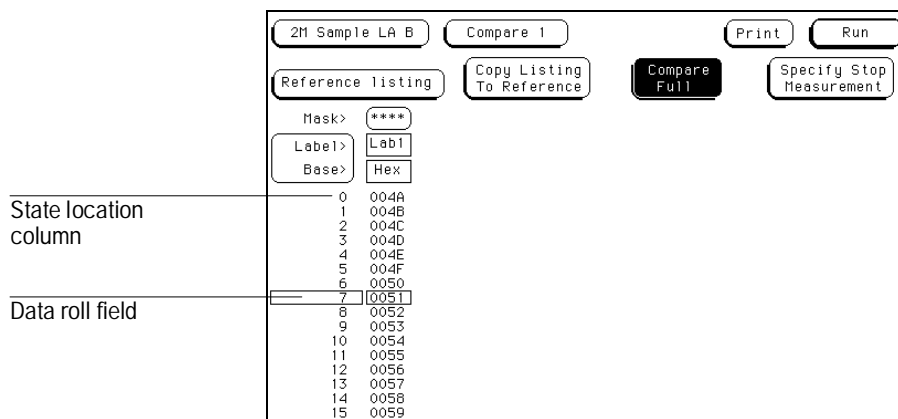 2M Sample LA B Compare 1 Print Run
Reference listing Copy Listing To Reference Compare Full Specify Stop Measurement
Mask> ****
Label> Lab1
Base> Hex
State location column
0 004A
1 004B
2 004C
3 004D
4 004E
5 004F
6 0050
Data roll field
7 0051
8 0052
9 0053
10 0054
11 0055
12 0056
13 0057
14 0058
15 0059